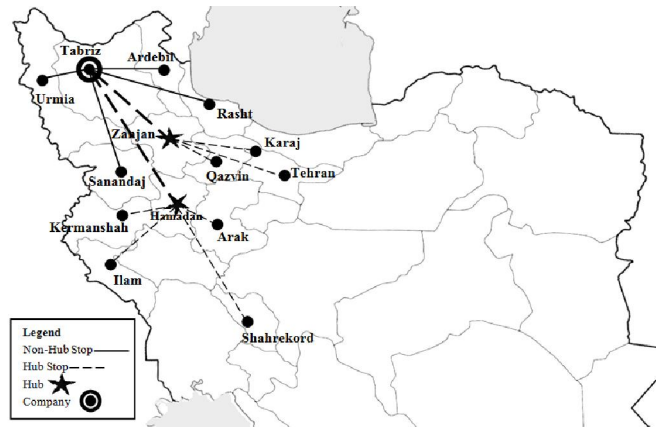 Tabriz
Ardebil
Urmia
Rasht
Zanjan
Karaj
Qazvin
Tehran
Sanandaj
Hamadan
Kermanshah
Arak
Ilam
Shahrekord
Legend
Non-Hub Stop
Hub Stop
Hub
Company